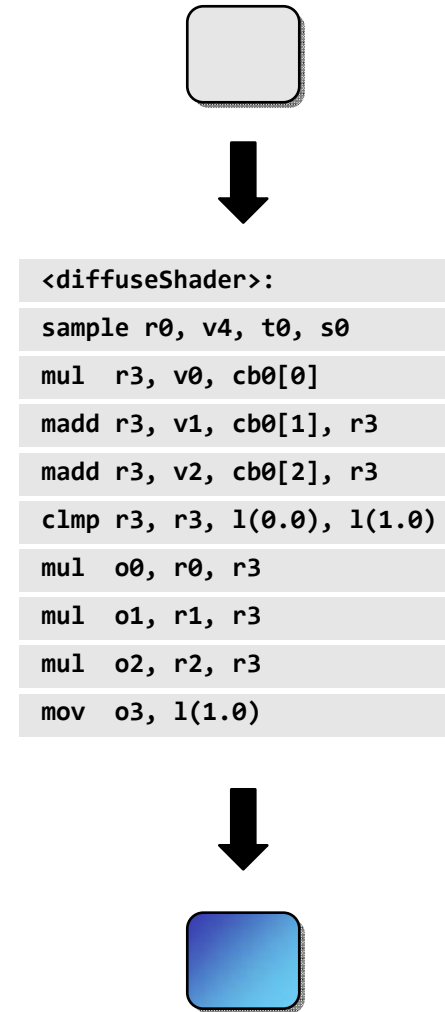 <diffuseShader>:
sample r0, v4, t0, s0
mul  r3, v0, cb0[0]
madd r3, v1, cb0[1], r3
madd r3, v2, cb0[2], r3
clmp r3, r3, l(0.0), l(1.0)
mul  o0, r0, r3
mul  o1, r1, r3
mul  o2, r2, r3
mov  o3, l(1.0)